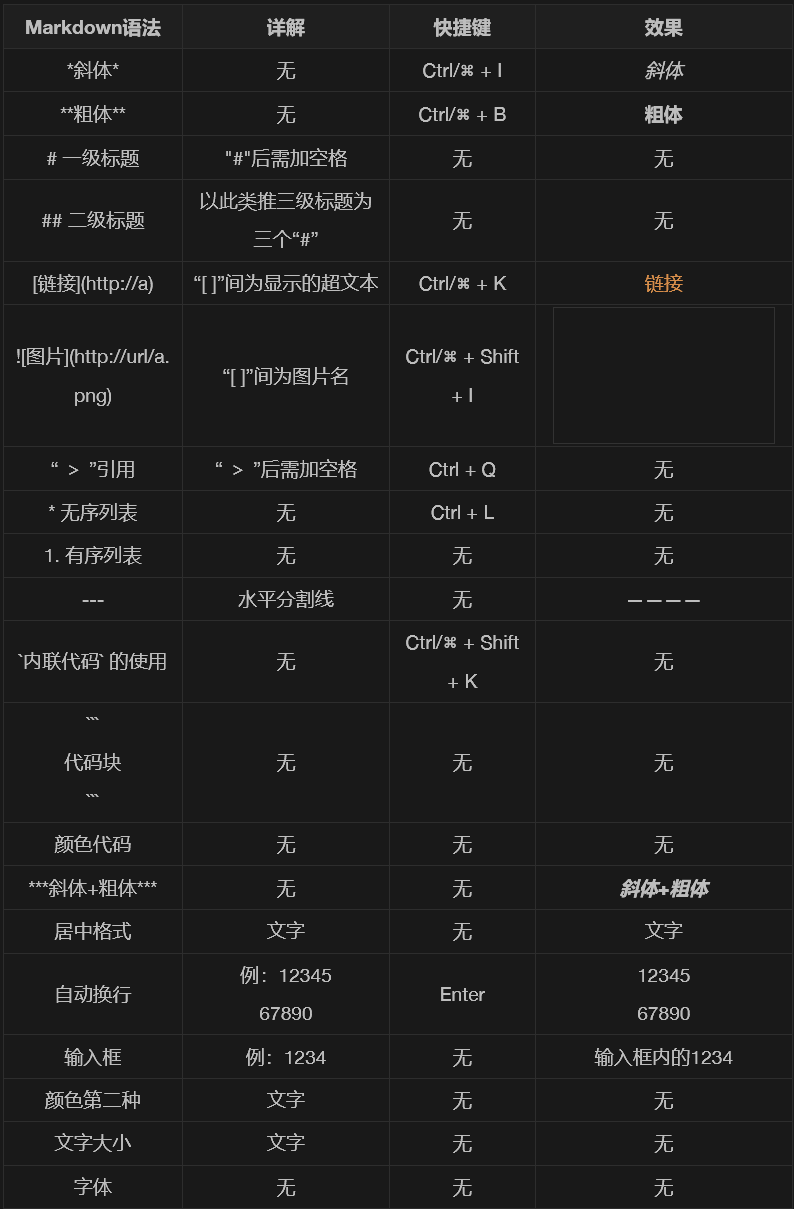 Markdown语法 详解 快捷键 效果
*斜体* 无 Ctrl/⌘ + I 斜体
**粗体** 无 Ctrl/⌘ + B 粗体
# 一级标题 "#"后需加空格 无 无
## 二级标题 以此类推三级标题为 无 无
三个“#”
[链接](http://a) “[ ]”间为显示的超文本 Ctrl/⌘ + K 链接
![图片](http://url/a. “[ ]”间为图片名 Ctrl/⌘ + Shift
png) + I
“ > ”引用 “ > ”后需加空格 Ctrl + Q 无
* 无序列表 无 Ctrl + L 无
1. 有序列表 无 无 无
--- 水平分割线 无 ————
`内联代码` 的使用 无 Ctrl/⌘ + Shift 无
+ K
```
代码块 无 无 无
```
颜色代码 无 无 无
***斜体+粗体*** 无 无 斜体+粗体
居中格式 文字 无 文字
自动换行 例：12345 Enter 12345
67890 67890
输入框 例：1234 无 输入框内的1234
颜色第二种 文字 无 无
文字大小 文字 无 无
字体 无 无 无